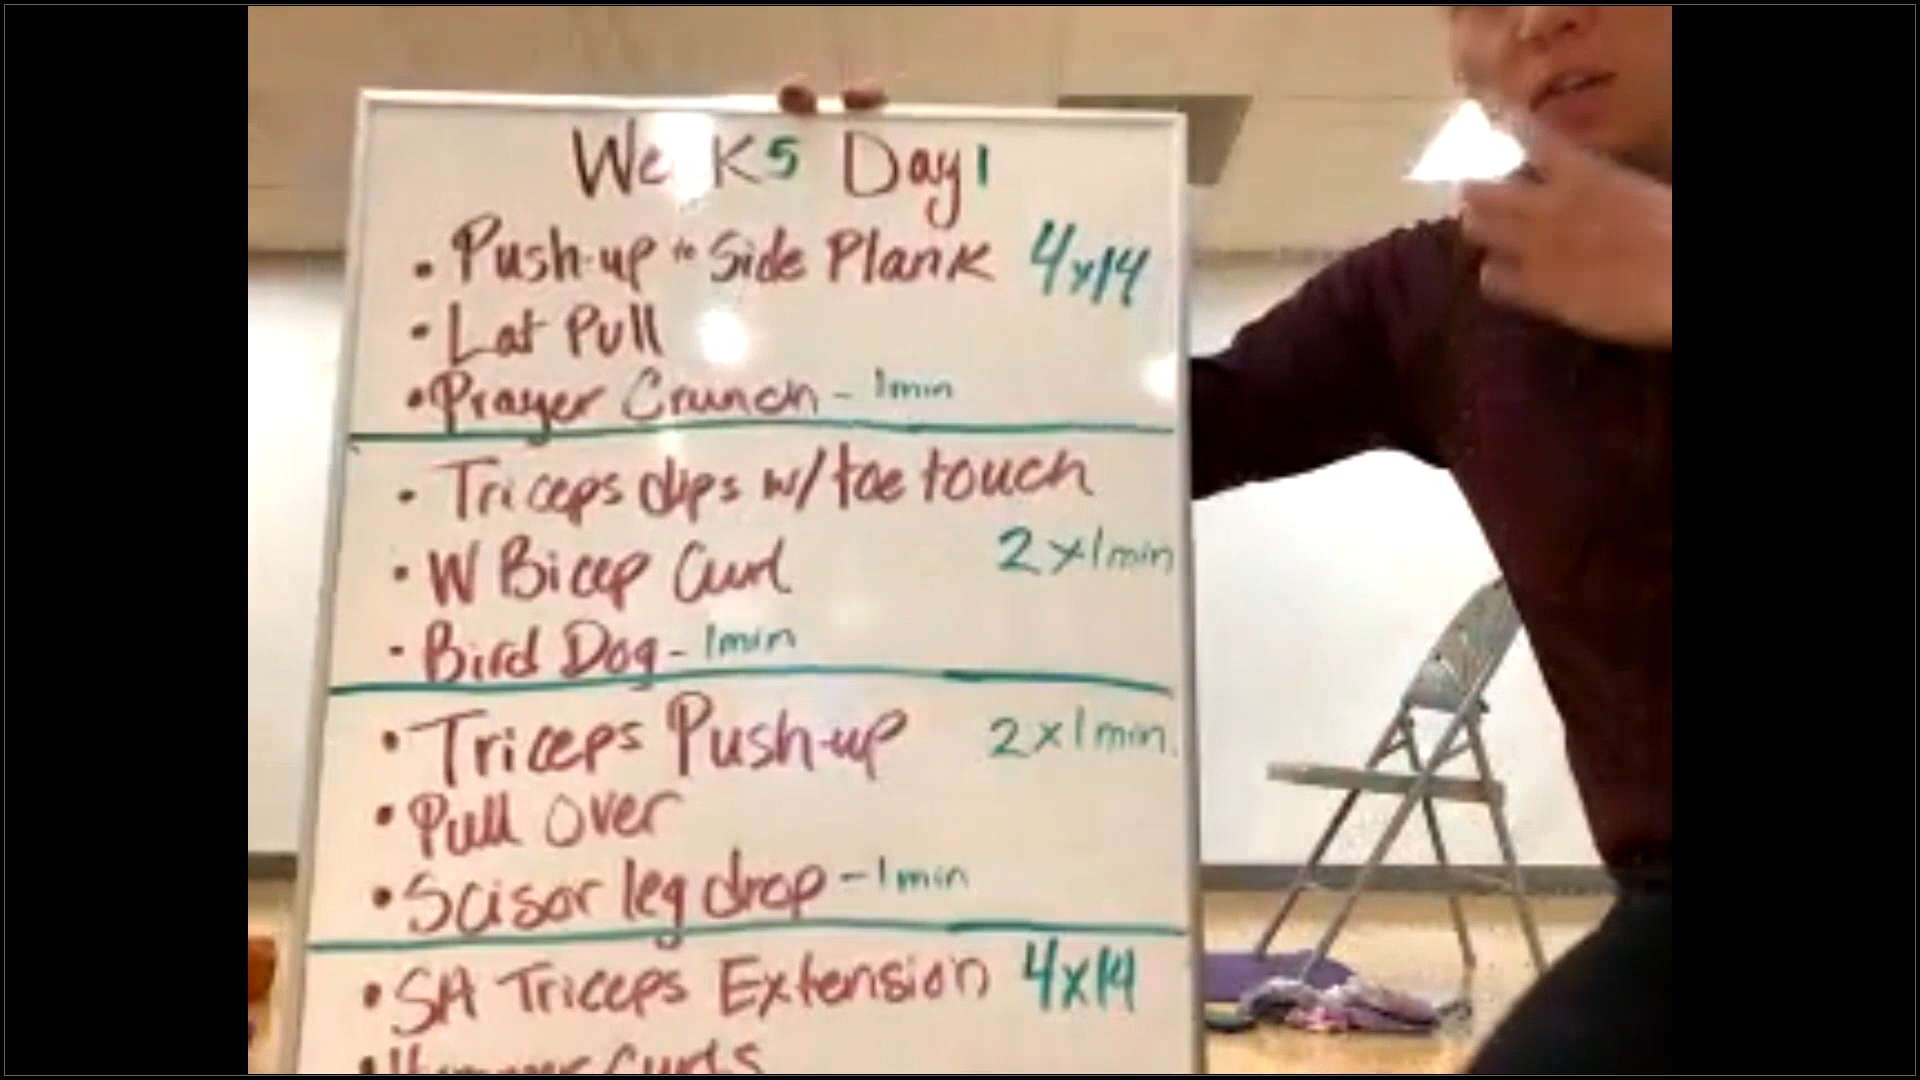 Week 5 Day 1
• Push-up to Side Plank 4x14
• Lat Pull
• Prayer Crunch - 1min
• Triceps dips w/ toe touch
2x1min
• W Bicep Curl
- Bird Dog - 1min
• Triceps Push-up 2x1min.
• Pull Over
• Scisor leg drop - 1min
• SA Triceps Extension 4x14
• Hammer Curls